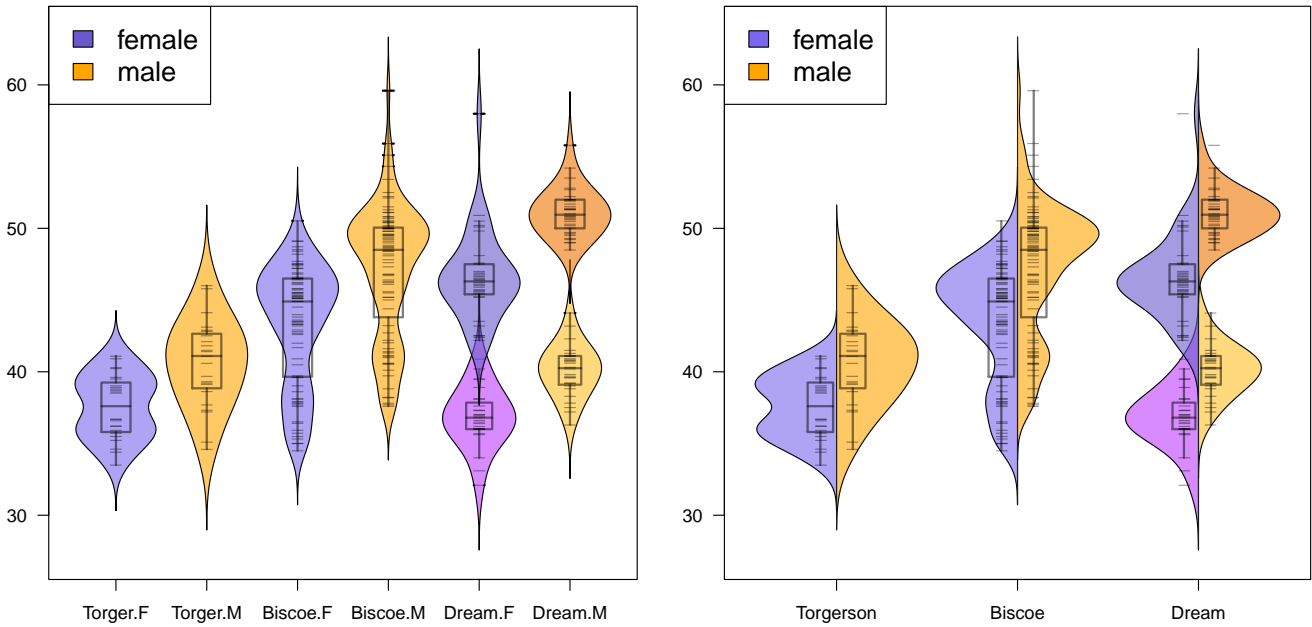 female
male
60
50
40
30
Torger.F Torger.M Biscoe.F Biscoe.M Dream.F Dream.M
female
male
60
50
40
30
Torgerson Biscoe Dream